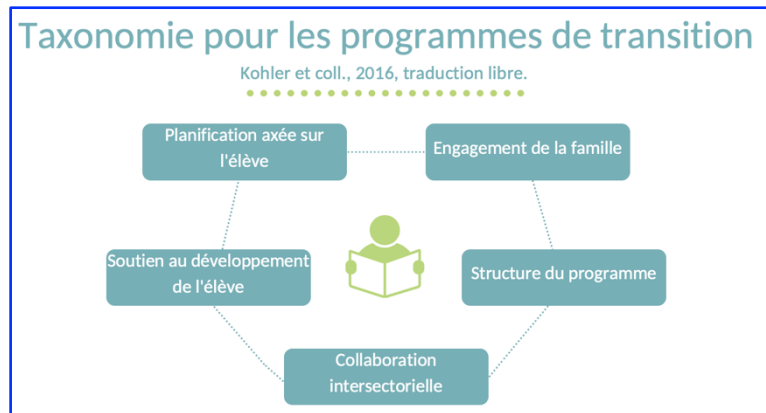 Taxonomie pour les programmes de transition
Kohler et coll., 2016, traduction libre.
Planification axée sur
l'élève
Engagement de la famille
Soutien au développement
de l'élève
Structure du programme
Collaboration
intersectorielle